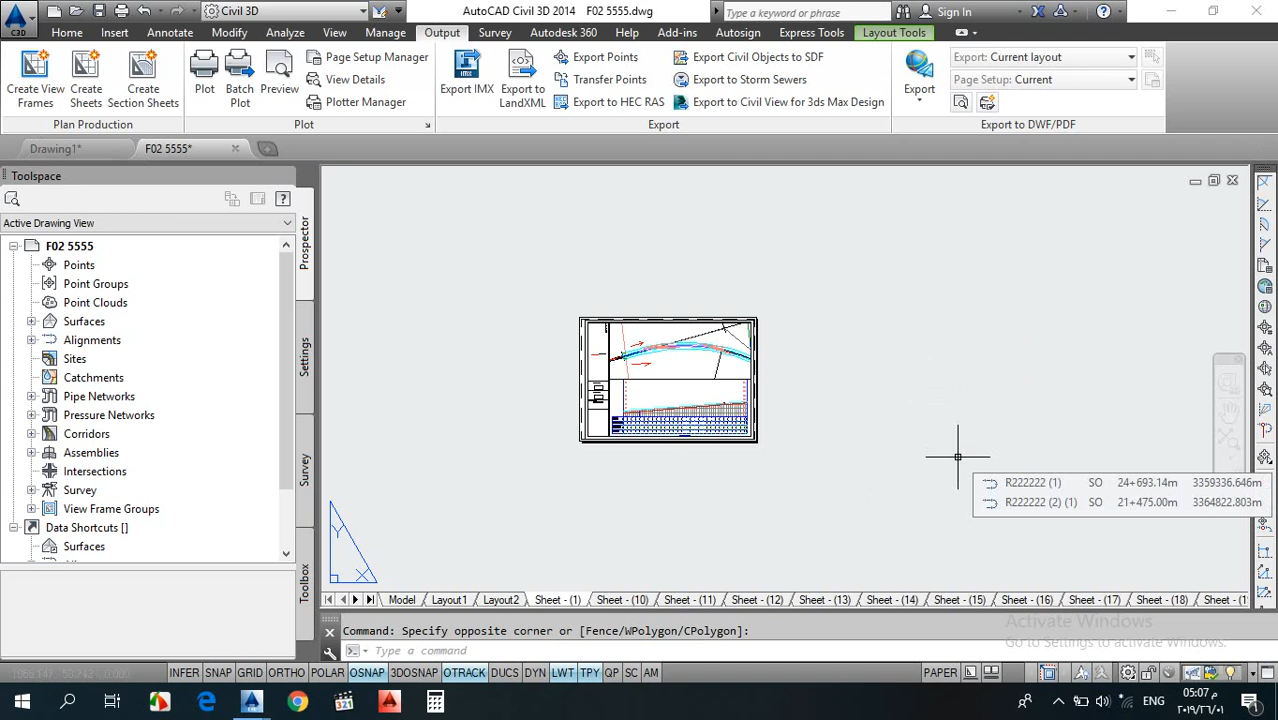 Civil 3D
AutoCAD Civil 3D 2014 F02 5555.dwg
Type a keyword or phrase
Sign In
C3D
Home Insert Annotate Modify Analyze View Manage Output Survey Autodesk 360 Help Add-ins Autosign Express Tools Layout Tools
Create View Frames
Create Sheets
Create Section Sheets
Plan Production
Plot
Batch Plot
Preview
Page Setup Manager
View Details
Plotter Manager
Plot
Export IMX
Export to LandXML
Export Points
Transfer Points
Export to HEC RAS
Export Civil Objects to SDF
Export to Storm Sewers
Export to Civil View for 3ds Max Design
Export
Export
Export: Current layout
Page Setup: Current
Export to DWF/PDF
Drawing1*
F02 5555*
Toolspace
Active Drawing View
F02 5555
Points
Point Groups
Point Clouds
Surfaces
Alignments
Sites
Catchments
Pipe Networks
Pressure Networks
Corridors
Assemblies
Intersections
Survey
View Frame Groups
Data Shortcuts []
Surfaces
Prospector
Settings
Survey
Toolbox
R222222 (1) SO 24+693.14m 3359336.646m
R222222 (2) (1) SO 21+475.00m 3364822.803m
Y
X
Model Layout1 Layout2 Sheet - (1) Sheet - (10) Sheet - (11) Sheet - (12) Sheet - (13) Sheet - (14) Sheet - (15) Sheet - (16) Sheet - (17) Sheet - (18) Sheet - (1
Command: Specify opposite corner or [Fence/WPolygon/CPolygon]:
Type a command
Activate Windows
Go to Settings to activate Windows.
INFER SNAP GRID ORTHO POLAR OSNAP 3DOSNAP OTRACK DUCS DYN LWT TPY QP SC AM
PAPER
ENG
05:07 م
٢٠١٩/٢٦/٠١